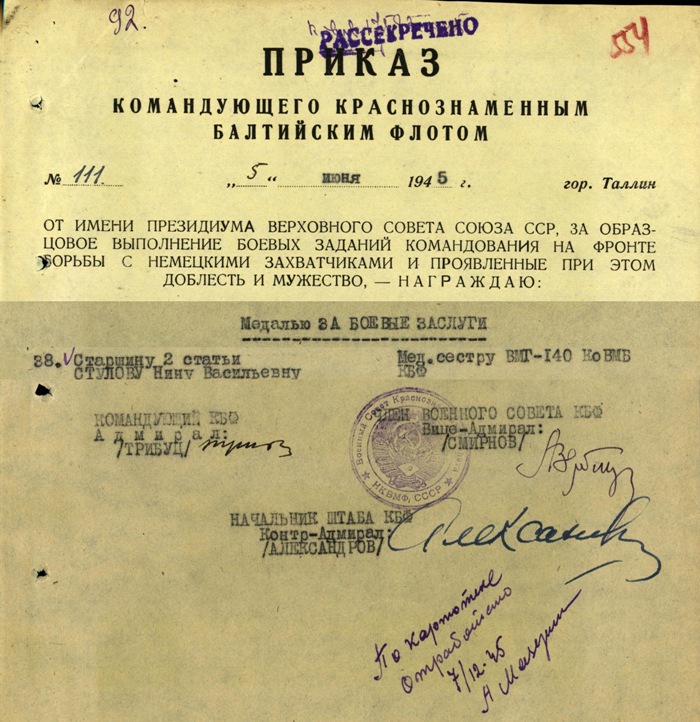 92.
РАССЕКРЕЧЕНО
554
ПРИКАЗ
КОМАНДУЮЩЕГО КРАСНОЗНАМЕННЫМ
БАЛТИЙСКИМ ФЛОТОМ
№ 111. „5“ июня 1945 г. гор. Таллин
ОТ ИМЕНИ ПРЕЗИДИУМА ВЕРХОВНОГО СОВЕТА СОЮЗА ССР, ЗА ОБРАЗ-
ЦОВОЕ ВЫПОЛНЕНИЕ БОЕВЫХ ЗАДАНИЙ КОМАНДОВАНИЯ НА ФРОНТЕ
БОРЬБЫ С НЕМЕЦКИМИ ЗАХВАТЧИКАМИ И ПРОЯВЛЕННЫЕ ПРИ ЭТОМ
ДОБЛЕСТЬ И МУЖЕСТВО, — НАГРАЖДАЮ:
Медалью ЗА БОЕВЫЕ ЗАСЛУГИ
38. Старшину 2 статьи Мед.сестру ВМГ-140 КоВМБ
СТУЛОВУ Нину Васильевну КБФ
КОМАНДУЮЩИЙ КБФ ЧЛЕН ВОЕННОГО СОВЕТА КБФ
Адмирал: Вице-Адмирал:
/ТРИБУЦ/ /СМИРНОВ/
Военный Совет Краснозн
НКВМФ, СССР
НАЧАЛЬНИК ШТАБА КБФ
Контр-Адмирал:
/АЛЕКСАНДРОВ/
По картотеке
Отработано
7/12-45